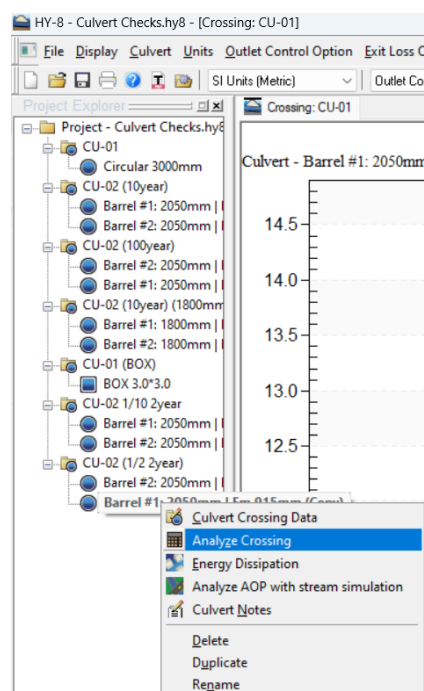 HY-8 - Culvert Checks.hy8 - [Crossing: CU-01]
File Display Culvert Units Outlet Control Option Exit Loss C
SI Units (Metric) Outlet Co
Project Explorer
Crossing: CU-01
Project - Culvert Checks.hy8
CU-01
Circular 3000mm
CU-02 (10year)
Barrel #1: 2050mm |
Barrel #2: 2050mm |
CU-02 (100year)
Barrel #2: 2050mm |
Barrel #1: 2050mm |
CU-02 (10year) (1800mm
Barrel #1: 1800mm |
Barrel #2: 1800mm |
CU-01 (BOX)
BOX 3.0*3.0
CU-02 1/10 2year
Barrel #1: 2050mm |
Barrel #2: 2050mm |
CU-02 (1/2 2year)
Barrel #2: 2050mm |
Barrel #1: 2050mm | Em 915mm (Copy)
Culvert - Barrel #1: 2050mm
14.5
14.0
13.5
13.0
12.5
Culvert Crossing Data
Analyze Crossing
Energy Dissipation
Analyze AOP with stream simulation
Culvert Notes
Delete
Duplicate
Rename